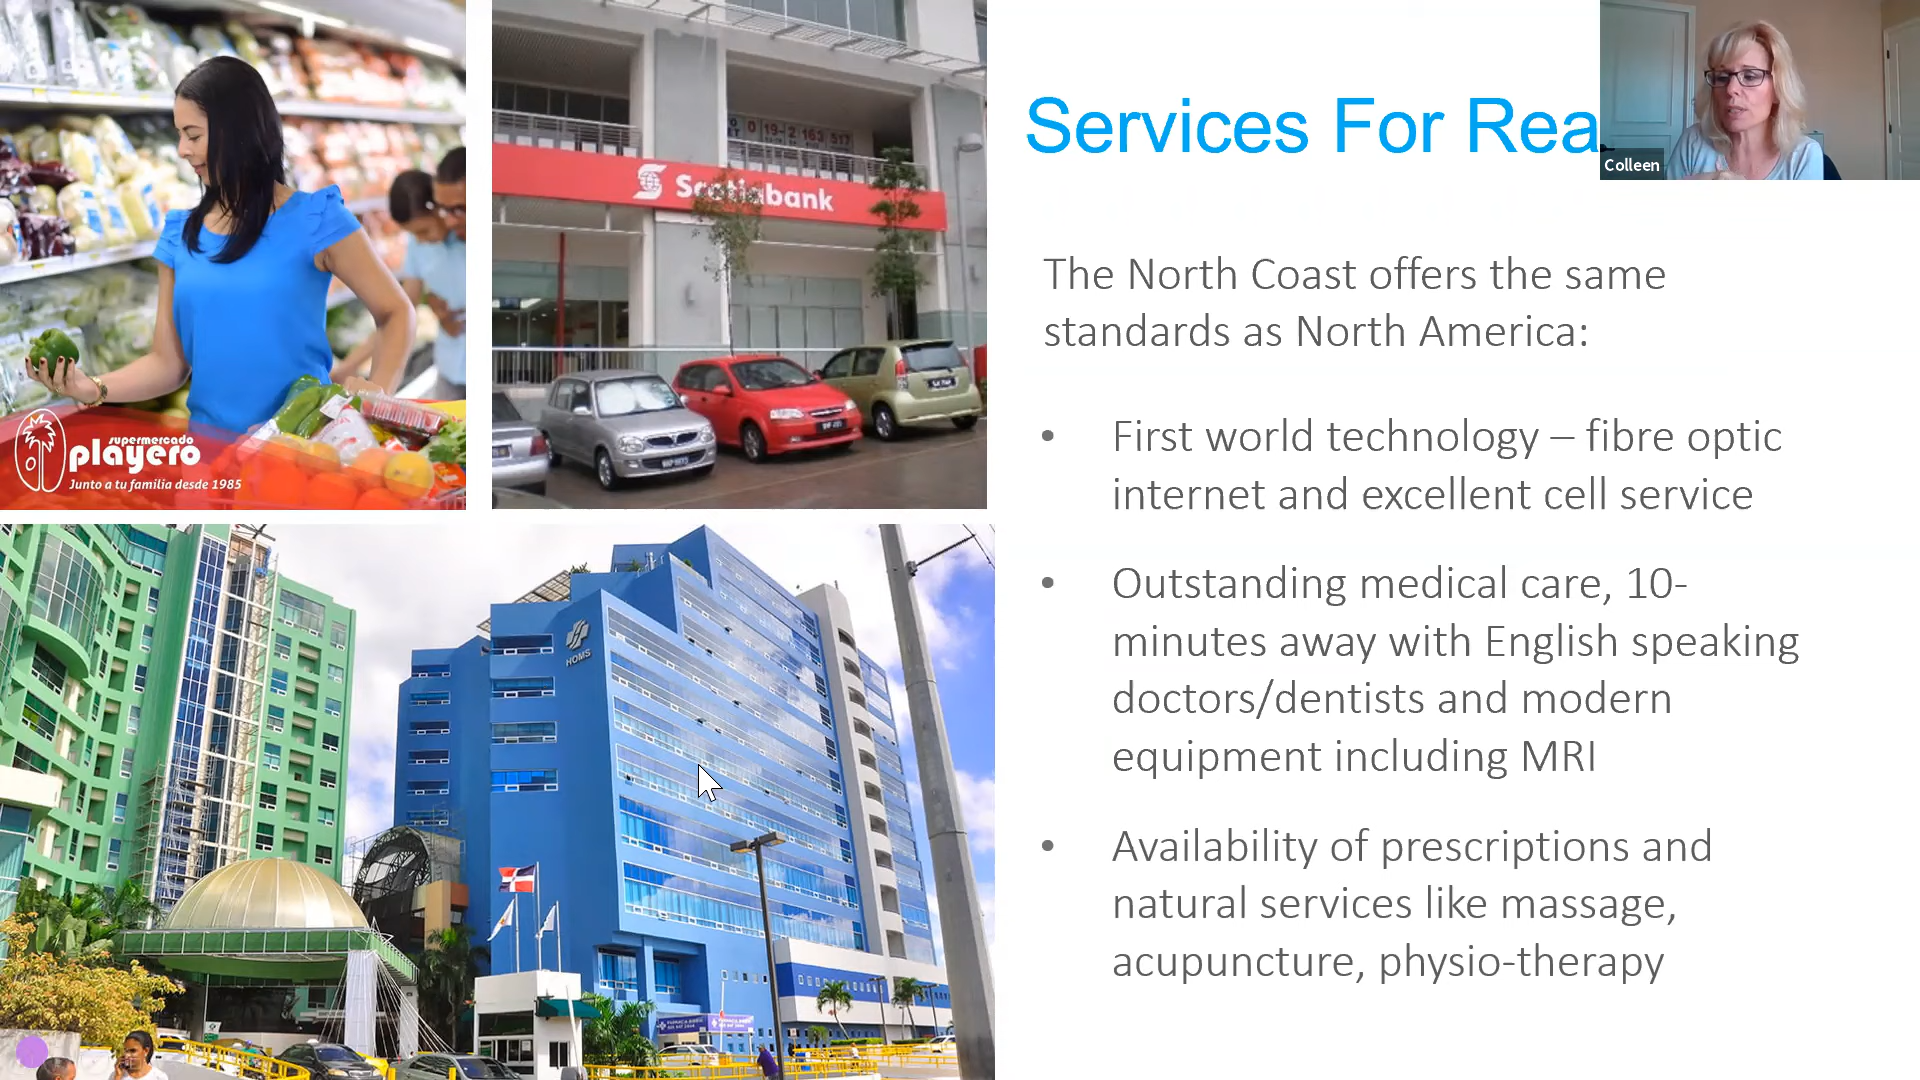 Services For Rea
Colleen
The North Coast offers the same
standards as North America:
• First world technology – fibre optic
internet and excellent cell service
• Outstanding medical care, 10-
minutes away with English speaking
doctors/dentists and modern
equipment including MRI
• Availability of prescriptions and
natural services like massage,
acupuncture, physio-therapy
supermercado
playero
Junto a tu familia desde 1985
Scotiabank
HOMS